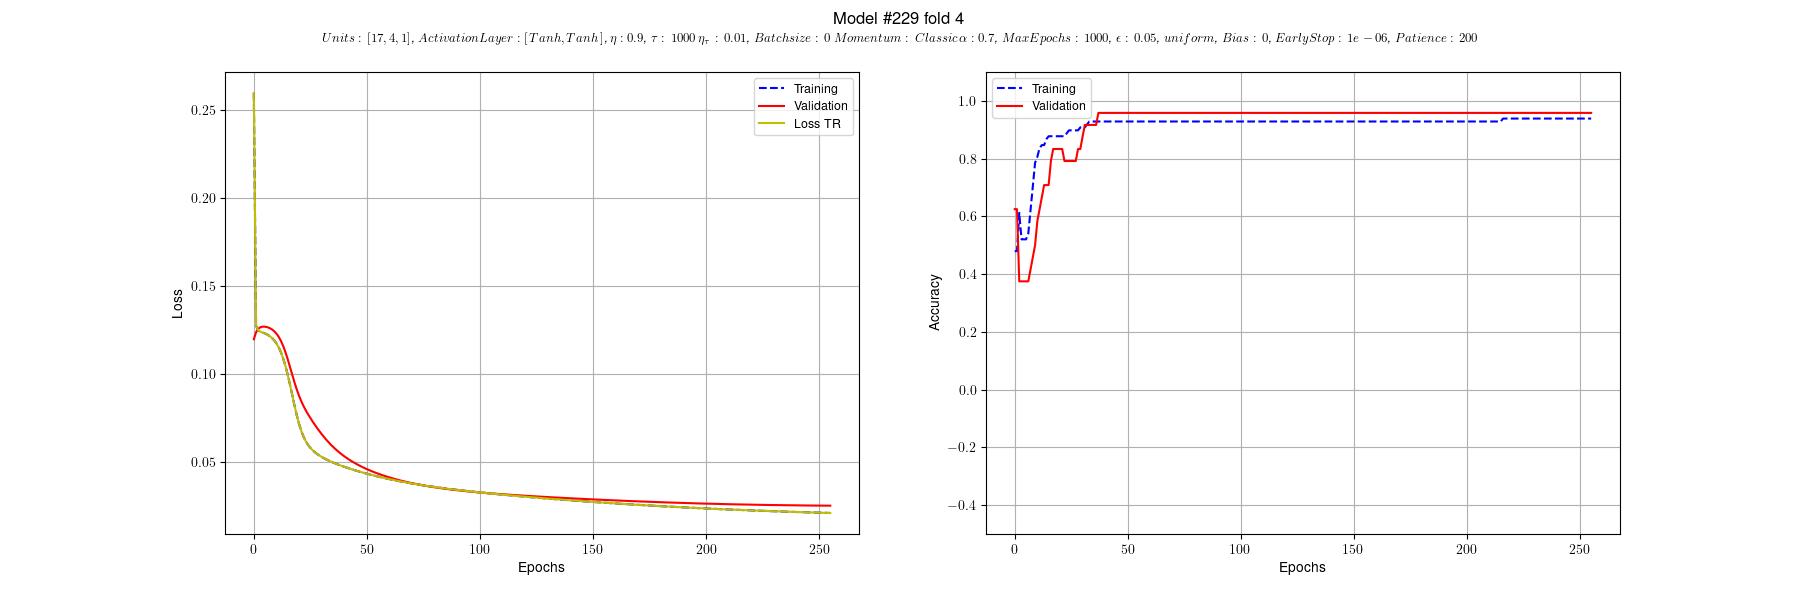 Model #229 fold 4
Units : [17, 4, 1], ActivationLayer : [Tanh, Tanh], η : 0.9, τ : 1000 η_τ : 0.01, Batchsize : 0 Momentum : Classic α : 0.7, MaxEpochs : 1000, ϵ : 0.05, uniform, Bias : 0, EarlyStop : 1e − 06, Patience : 200
Training
Validation
Loss TR
0.25
0.20
0.15
0.10
0.05
Loss
0 50 100 150 200 250
Epochs
Training
Validation
1.0
0.8
0.6
0.4
0.2
0.0
−0.2
−0.4
Accuracy
0 50 100 150 200 250
Epochs